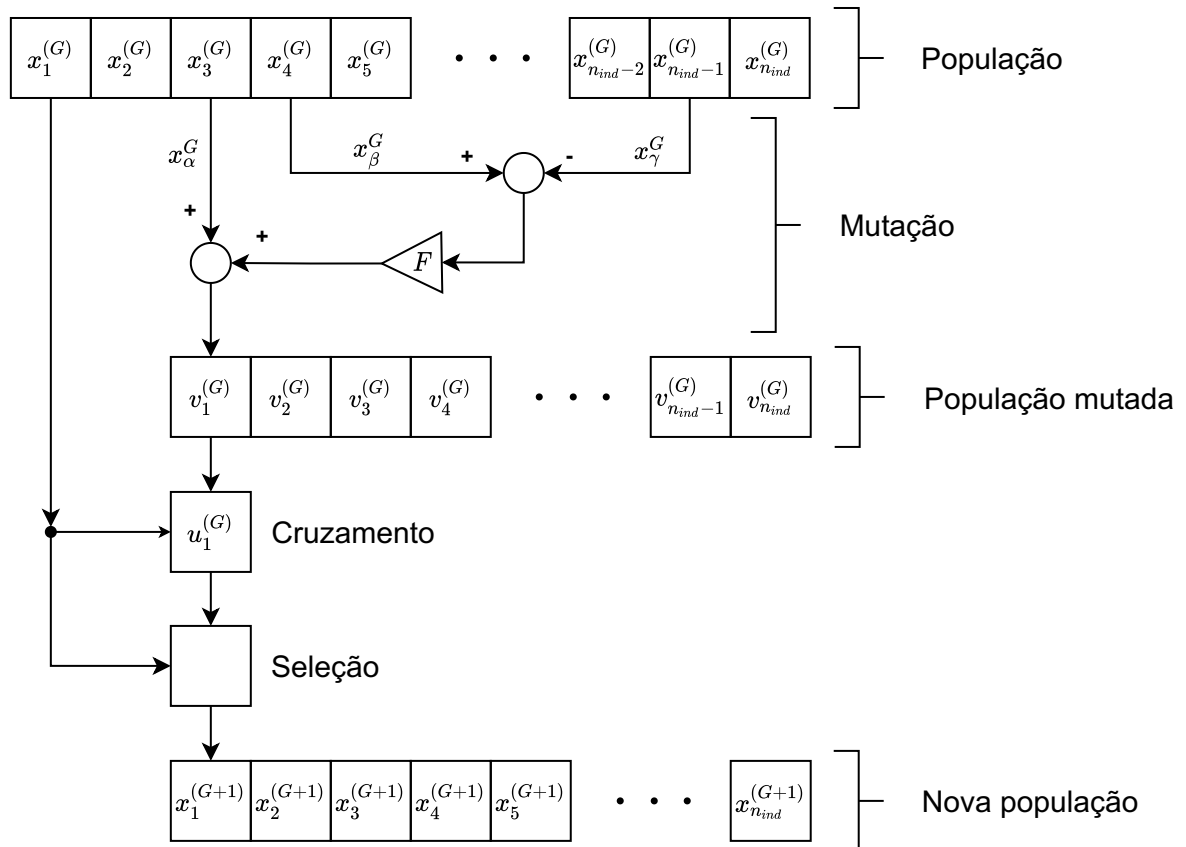 x_1^{(G)} x_2^{(G)} x_3^{(G)} x_4^{(G)} x_5^{(G)} · · · x_{n_{ind}-2}^{(G)} x_{n_{ind}-1}^{(G)} x_{n_{ind}}^{(G)} População
x_α^G x_β^G + - x_γ^G
+ + F Mutação
v_1^{(G)} v_2^{(G)} v_3^{(G)} v_4^{(G)} · · · v_{n_{ind}-1}^{(G)} v_{n_{ind}}^{(G)} População mutada
u_1^{(G)} Cruzamento
Seleção
x_1^{(G+1)} x_2^{(G+1)} x_3^{(G+1)} x_4^{(G+1)} x_5^{(G+1)} · · · x_{n_{ind}}^{(G+1)} Nova população